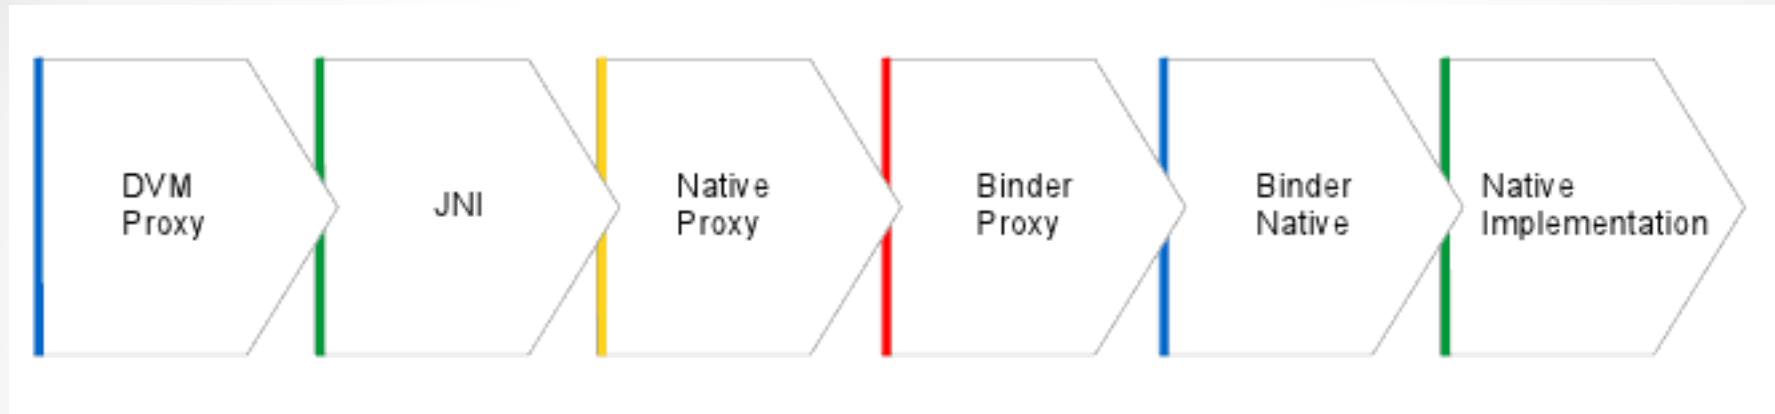 DVM
Proxy
JNI
Native
Proxy
Binder
Proxy
Binder
Native
Native
Implementation